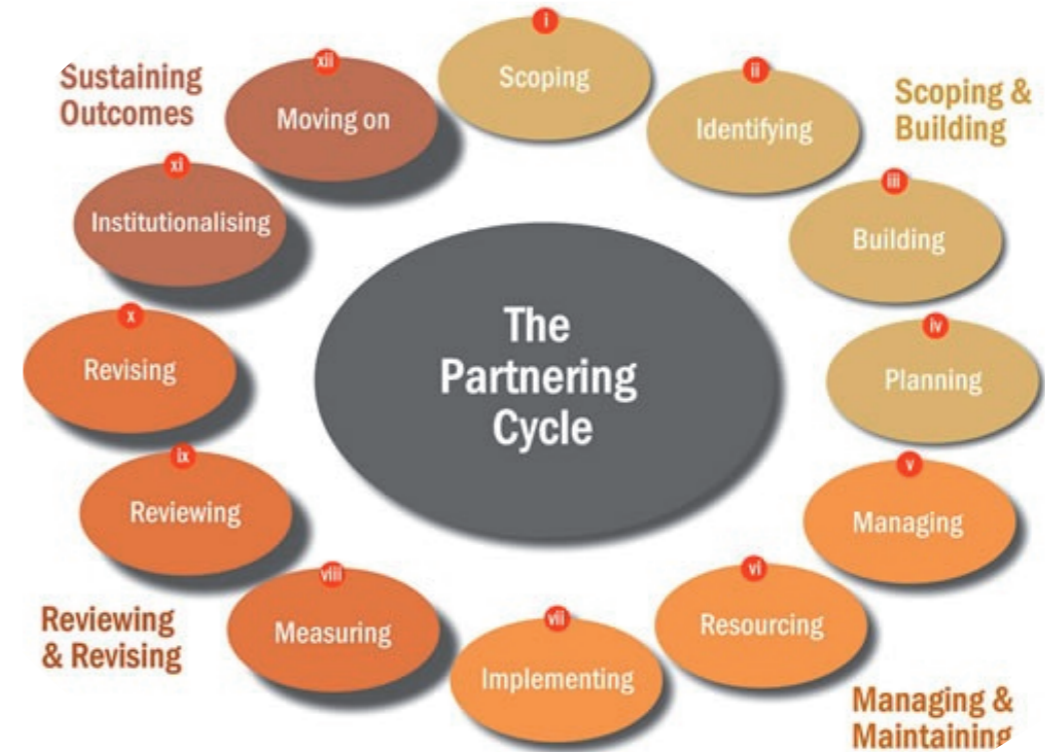 i
Scoping
ii
Identifying
Scoping &
Building
iii
Building
iv
Planning
v
Managing
vi
Resourcing
Managing &
Maintaining
vii
Implementing
viii
Measuring
Reviewing
& Revising
ix
Reviewing
x
Revising
xi
Institutionalising
xii
Moving on
Sustaining
Outcomes
The
Partnering
Cycle